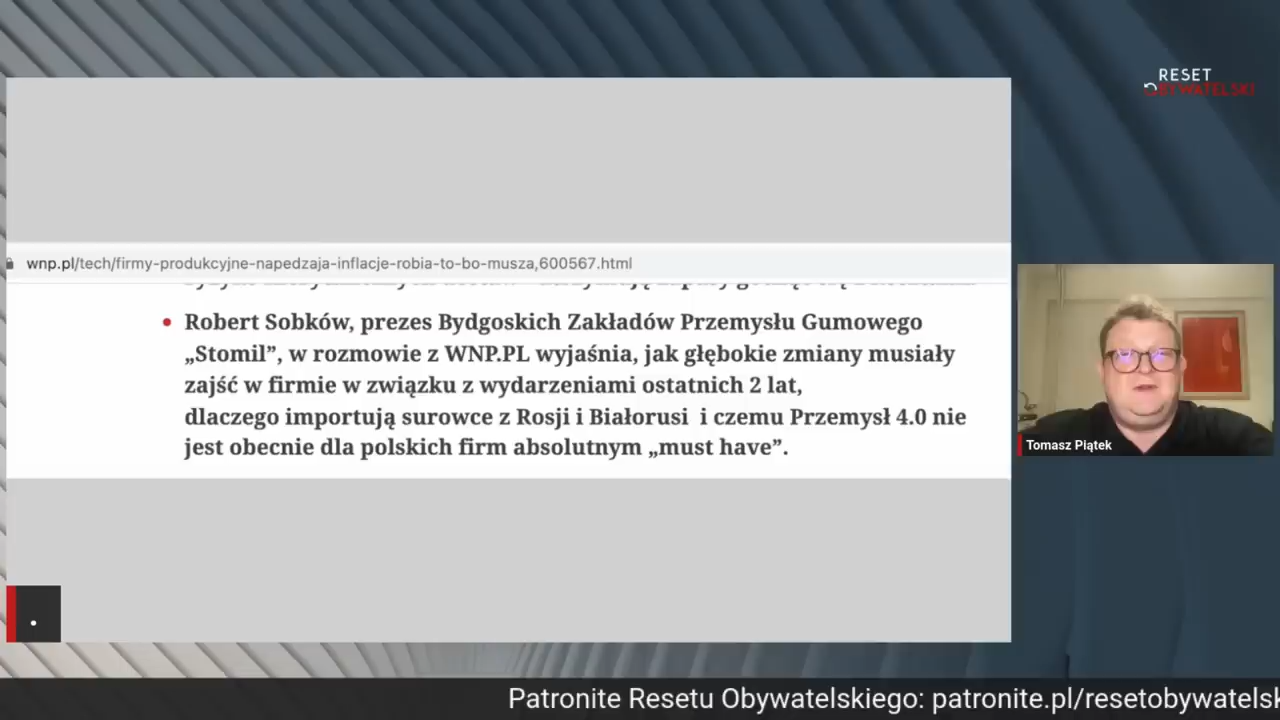 RESET
OBYWATELSKI
wnp.pl/tech/firmy-produkcyjne-napedzaja-inflacje-robia-to-bo-musza,600567.html
• Robert Sobków, prezes Bydgoskich Zakładów Przemysłu Gumowego
„Stomil”, w rozmowie z WNP.PL wyjaśnia, jak głębokie zmiany musiały
zajść w firmie w związku z wydarzeniami ostatnich 2 lat,
dlaczego importują surowce z Rosji i Białorusi i czemu Przemysł 4.0 nie
jest obecnie dla polskich firm absolutnym „must have”.
Tomasz Piątek
.
Patronite Resetu Obywatelskiego: patronite.pl/resetobywatelsk